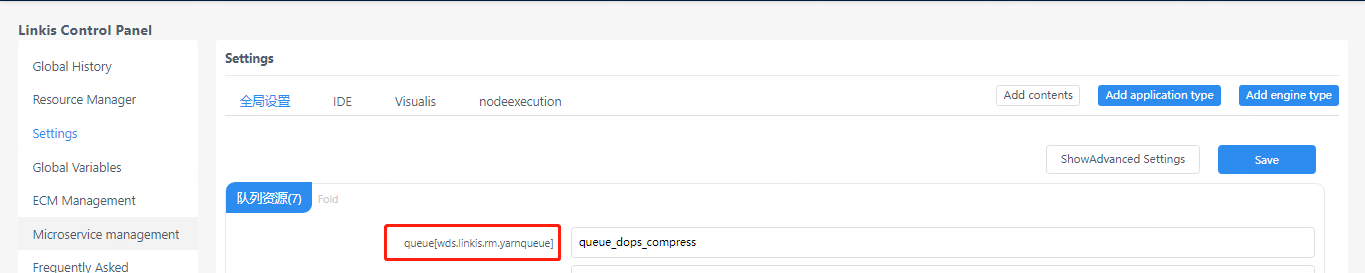 Linkis Control Panel
Global History
Resource Manager
Settings
Global Variables
ECM Management
Microservice management
Frequently Asked
Settings
全局设置 IDE Visualis nodeexecution
Add contents Add application type Add engine type
ShowAdvanced Settings Save
队列资源(7) Fold
queue[wds.linkis.rm.yarnqueue] queue_dops_compress